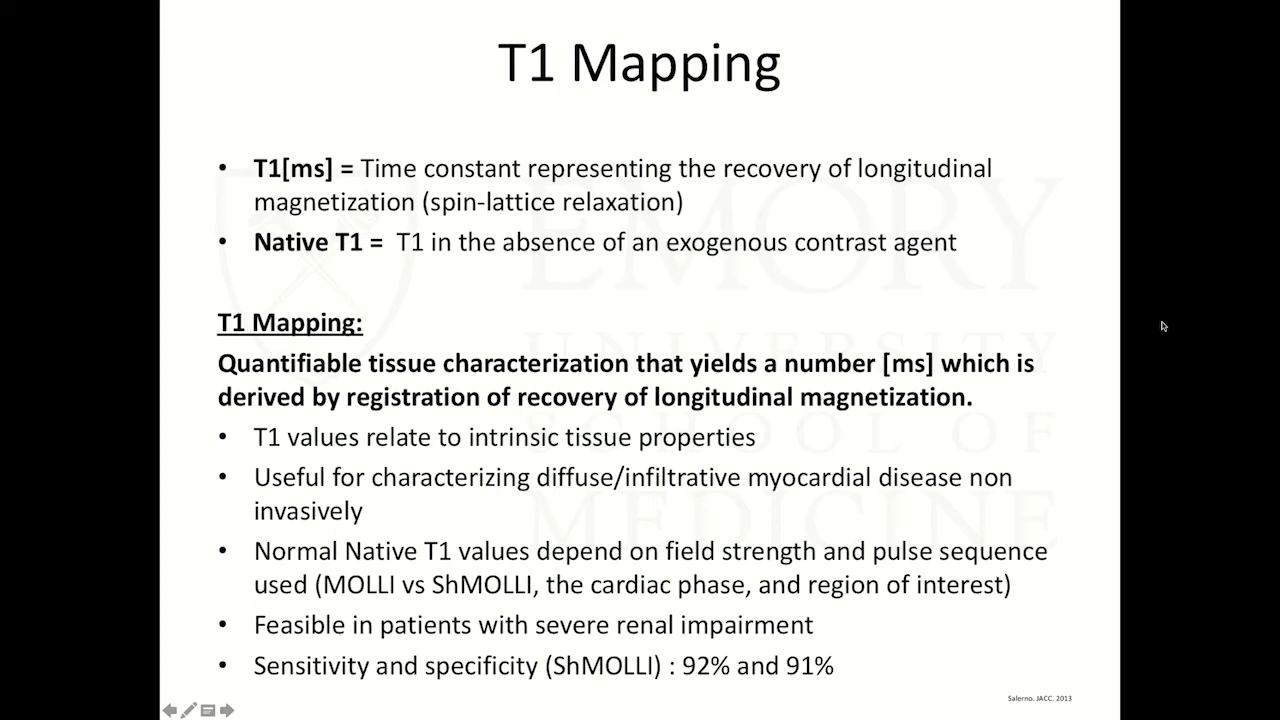 T1 Mapping
• T1[ms] = Time constant representing the recovery of longitudinal
magnetization (spin-lattice relaxation)
• Native T1 = T1 in the absence of an exogenous contrast agent
T1 Mapping:
Quantifiable tissue characterization that yields a number [ms] which is
derived by registration of recovery of longitudinal magnetization.
• T1 values relate to intrinsic tissue properties
• Useful for characterizing diffuse/infiltrative myocardial disease non
invasively
• Normal Native T1 values depend on field strength and pulse sequence
used (MOLLI vs ShMOLLI, the cardiac phase, and region of interest)
• Feasible in patients with severe renal impairment
• Sensitivity and specificity (ShMOLLI) : 92% and 91%
Salerno. JACC. 2013
EMORY
UNIVERSITY
SCHOOL OF
MEDICINE